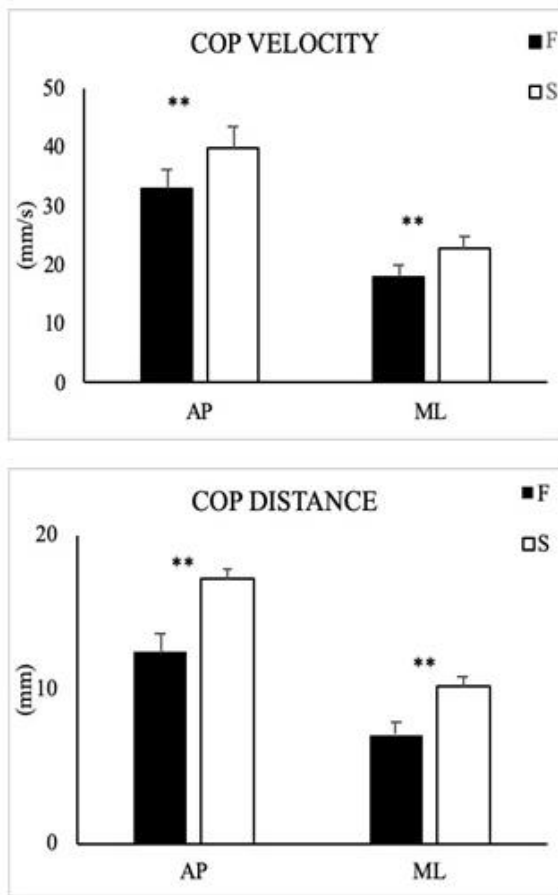 COP VELOCITY
F
S
50
40
30
20
10
0
(mm/s)
**
**
AP ML
COP DISTANCE
F
S
20
10
0
(mm)
**
**
AP ML